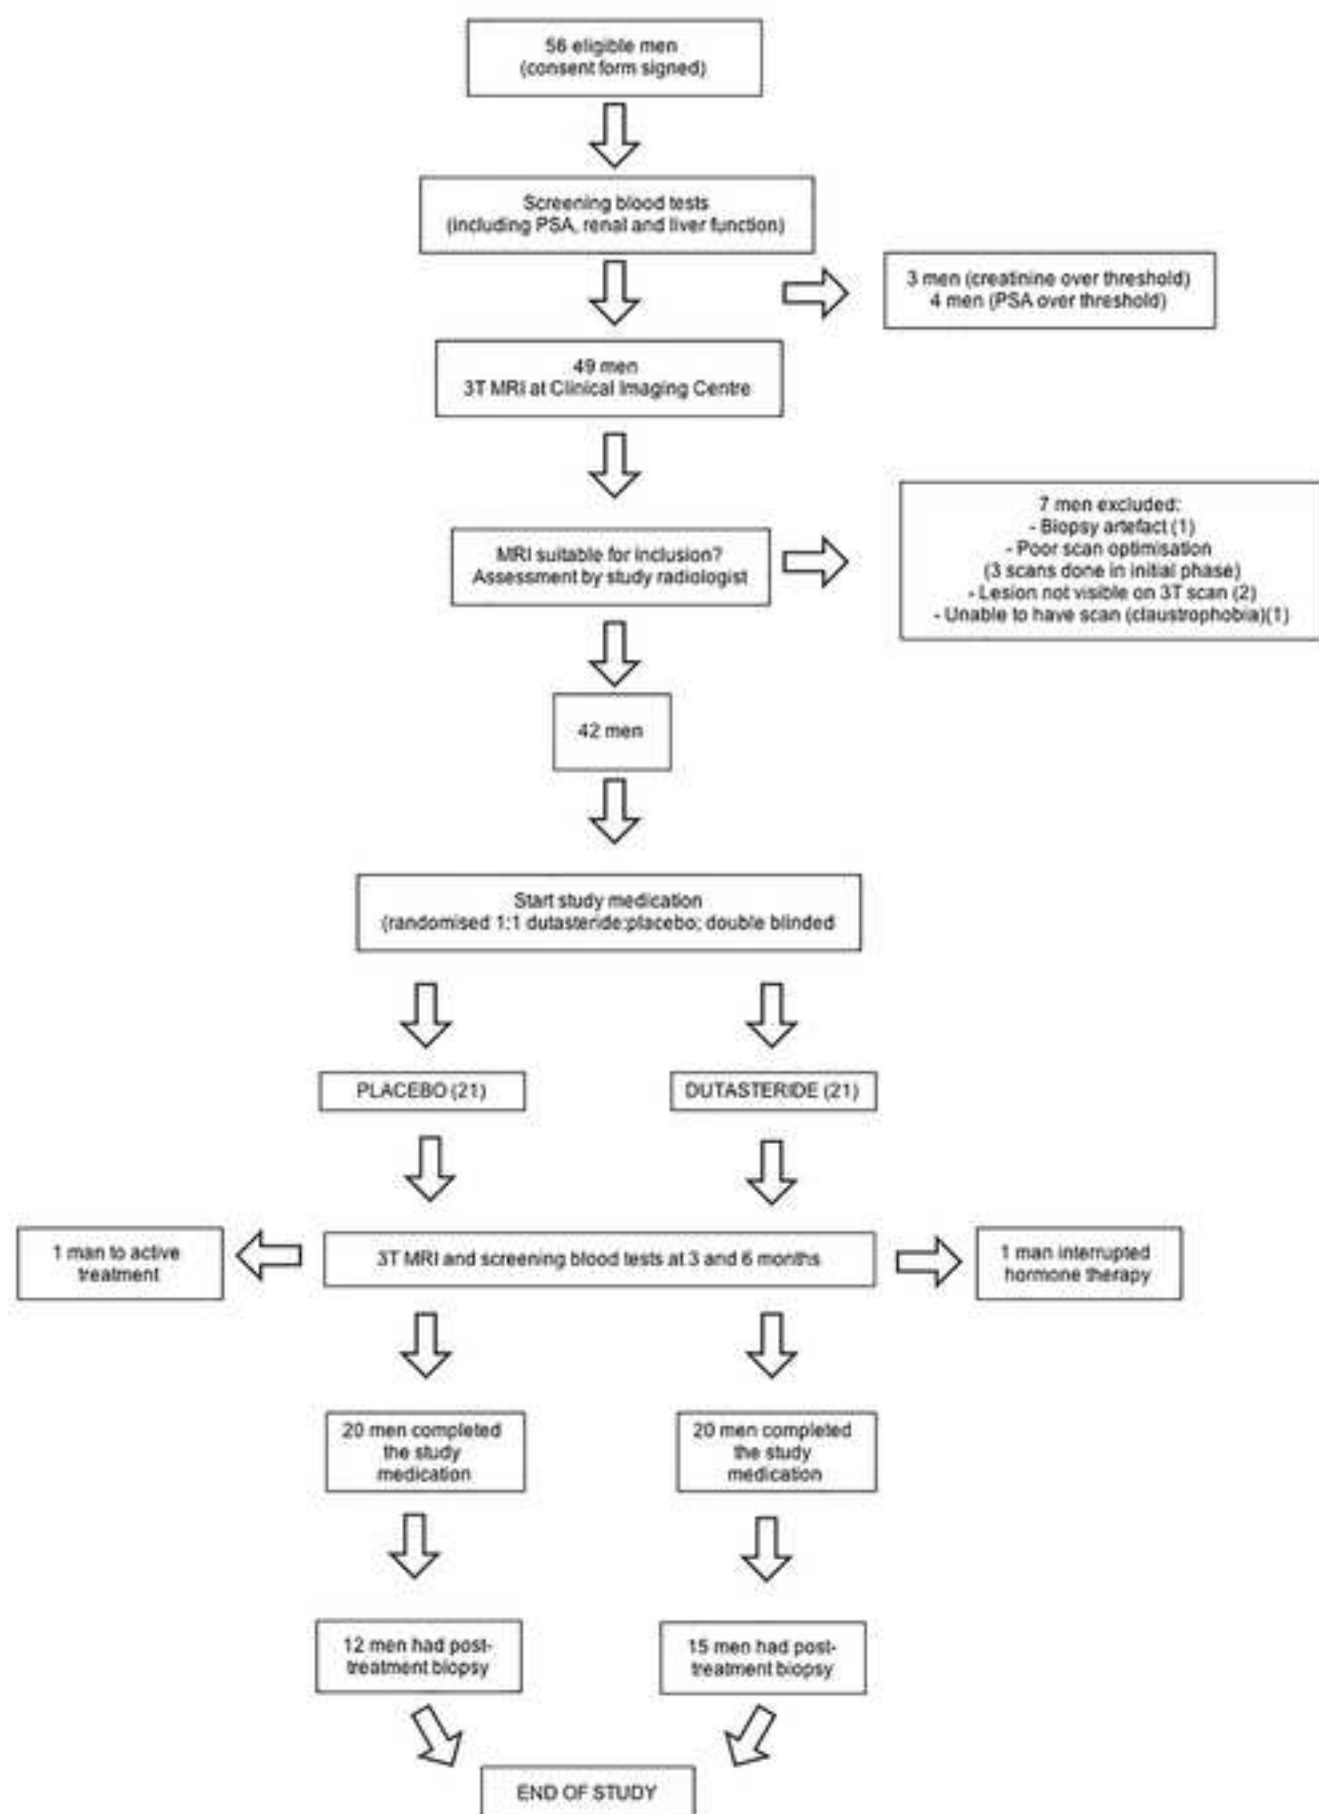 56 eligible men
(consent form signed)
Screening blood tests
(including PSA, renal and liver function)
3 men (creatinine over threshold)
4 men (PSA over threshold)
49 men
3T MRI at Clinical Imaging Centre
7 men excluded:
- Biopsy artefact (1)
- Poor scan optimisation
(3 scans done in initial phase)
- Lesion not visible on 3T scan (2)
- Unable to have scan (claustrophobia)(1)
MRI suitable for inclusion?
Assessment by study radiologist
42 men
Start study medication
(randomised 1:1 dutasteride:placebo; double blinded
PLACEBO (21)
DUTASTERIDE (21)
1 man to active
treatment
3T MRI and screening blood tests at 3 and 6 months
1 man interrupted
hormone therapy
20 men completed
the study
medication
20 men completed
the study
medication
12 men had post-
treatment biopsy
15 men had post-
treatment biopsy
END OF STUDY